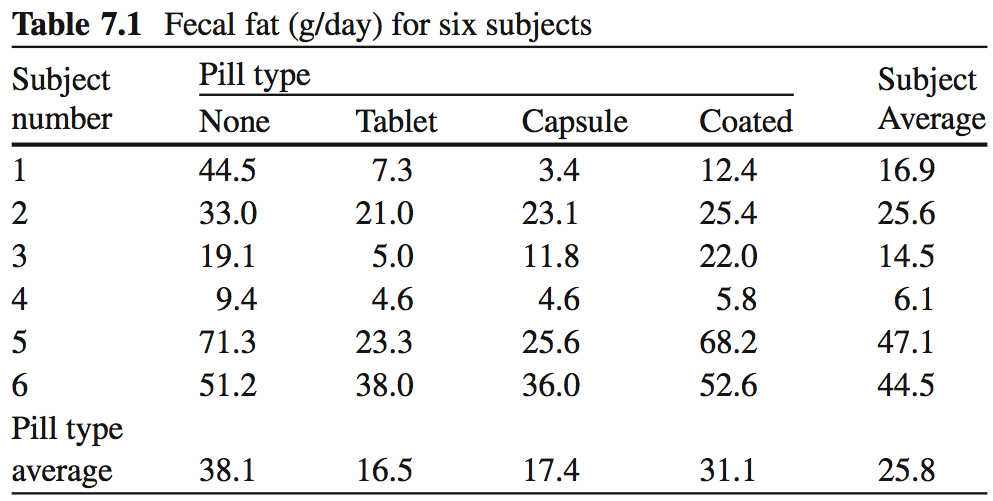 Table 7.1 Fecal fat (g/day) for six subjects
Subject number Pill type Subject Average
None Tablet Capsule Coated
1 44.5 7.3 3.4 12.4 16.9
2 33.0 21.0 23.1 25.4 25.6
3 19.1 5.0 11.8 22.0 14.5
4 9.4 4.6 4.6 5.8 6.1
5 71.3 23.3 25.6 68.2 47.1
6 51.2 38.0 36.0 52.6 44.5
Pill type
average 38.1 16.5 17.4 31.1 25.8